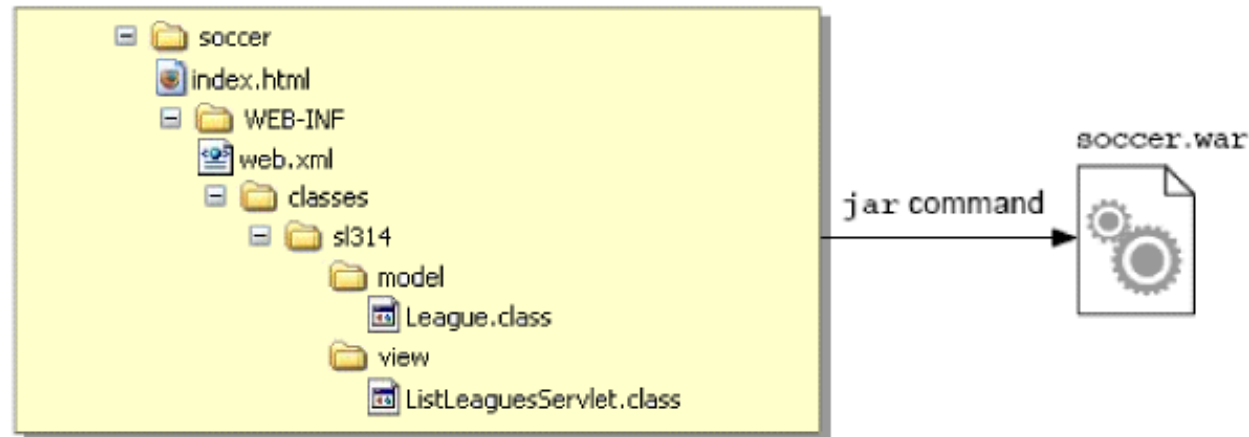 soccer
index.html
WEB-INF
web.xml
classes
sl314
model
League.class
view
ListLeaguesServlet.class
jar command
soccer.war